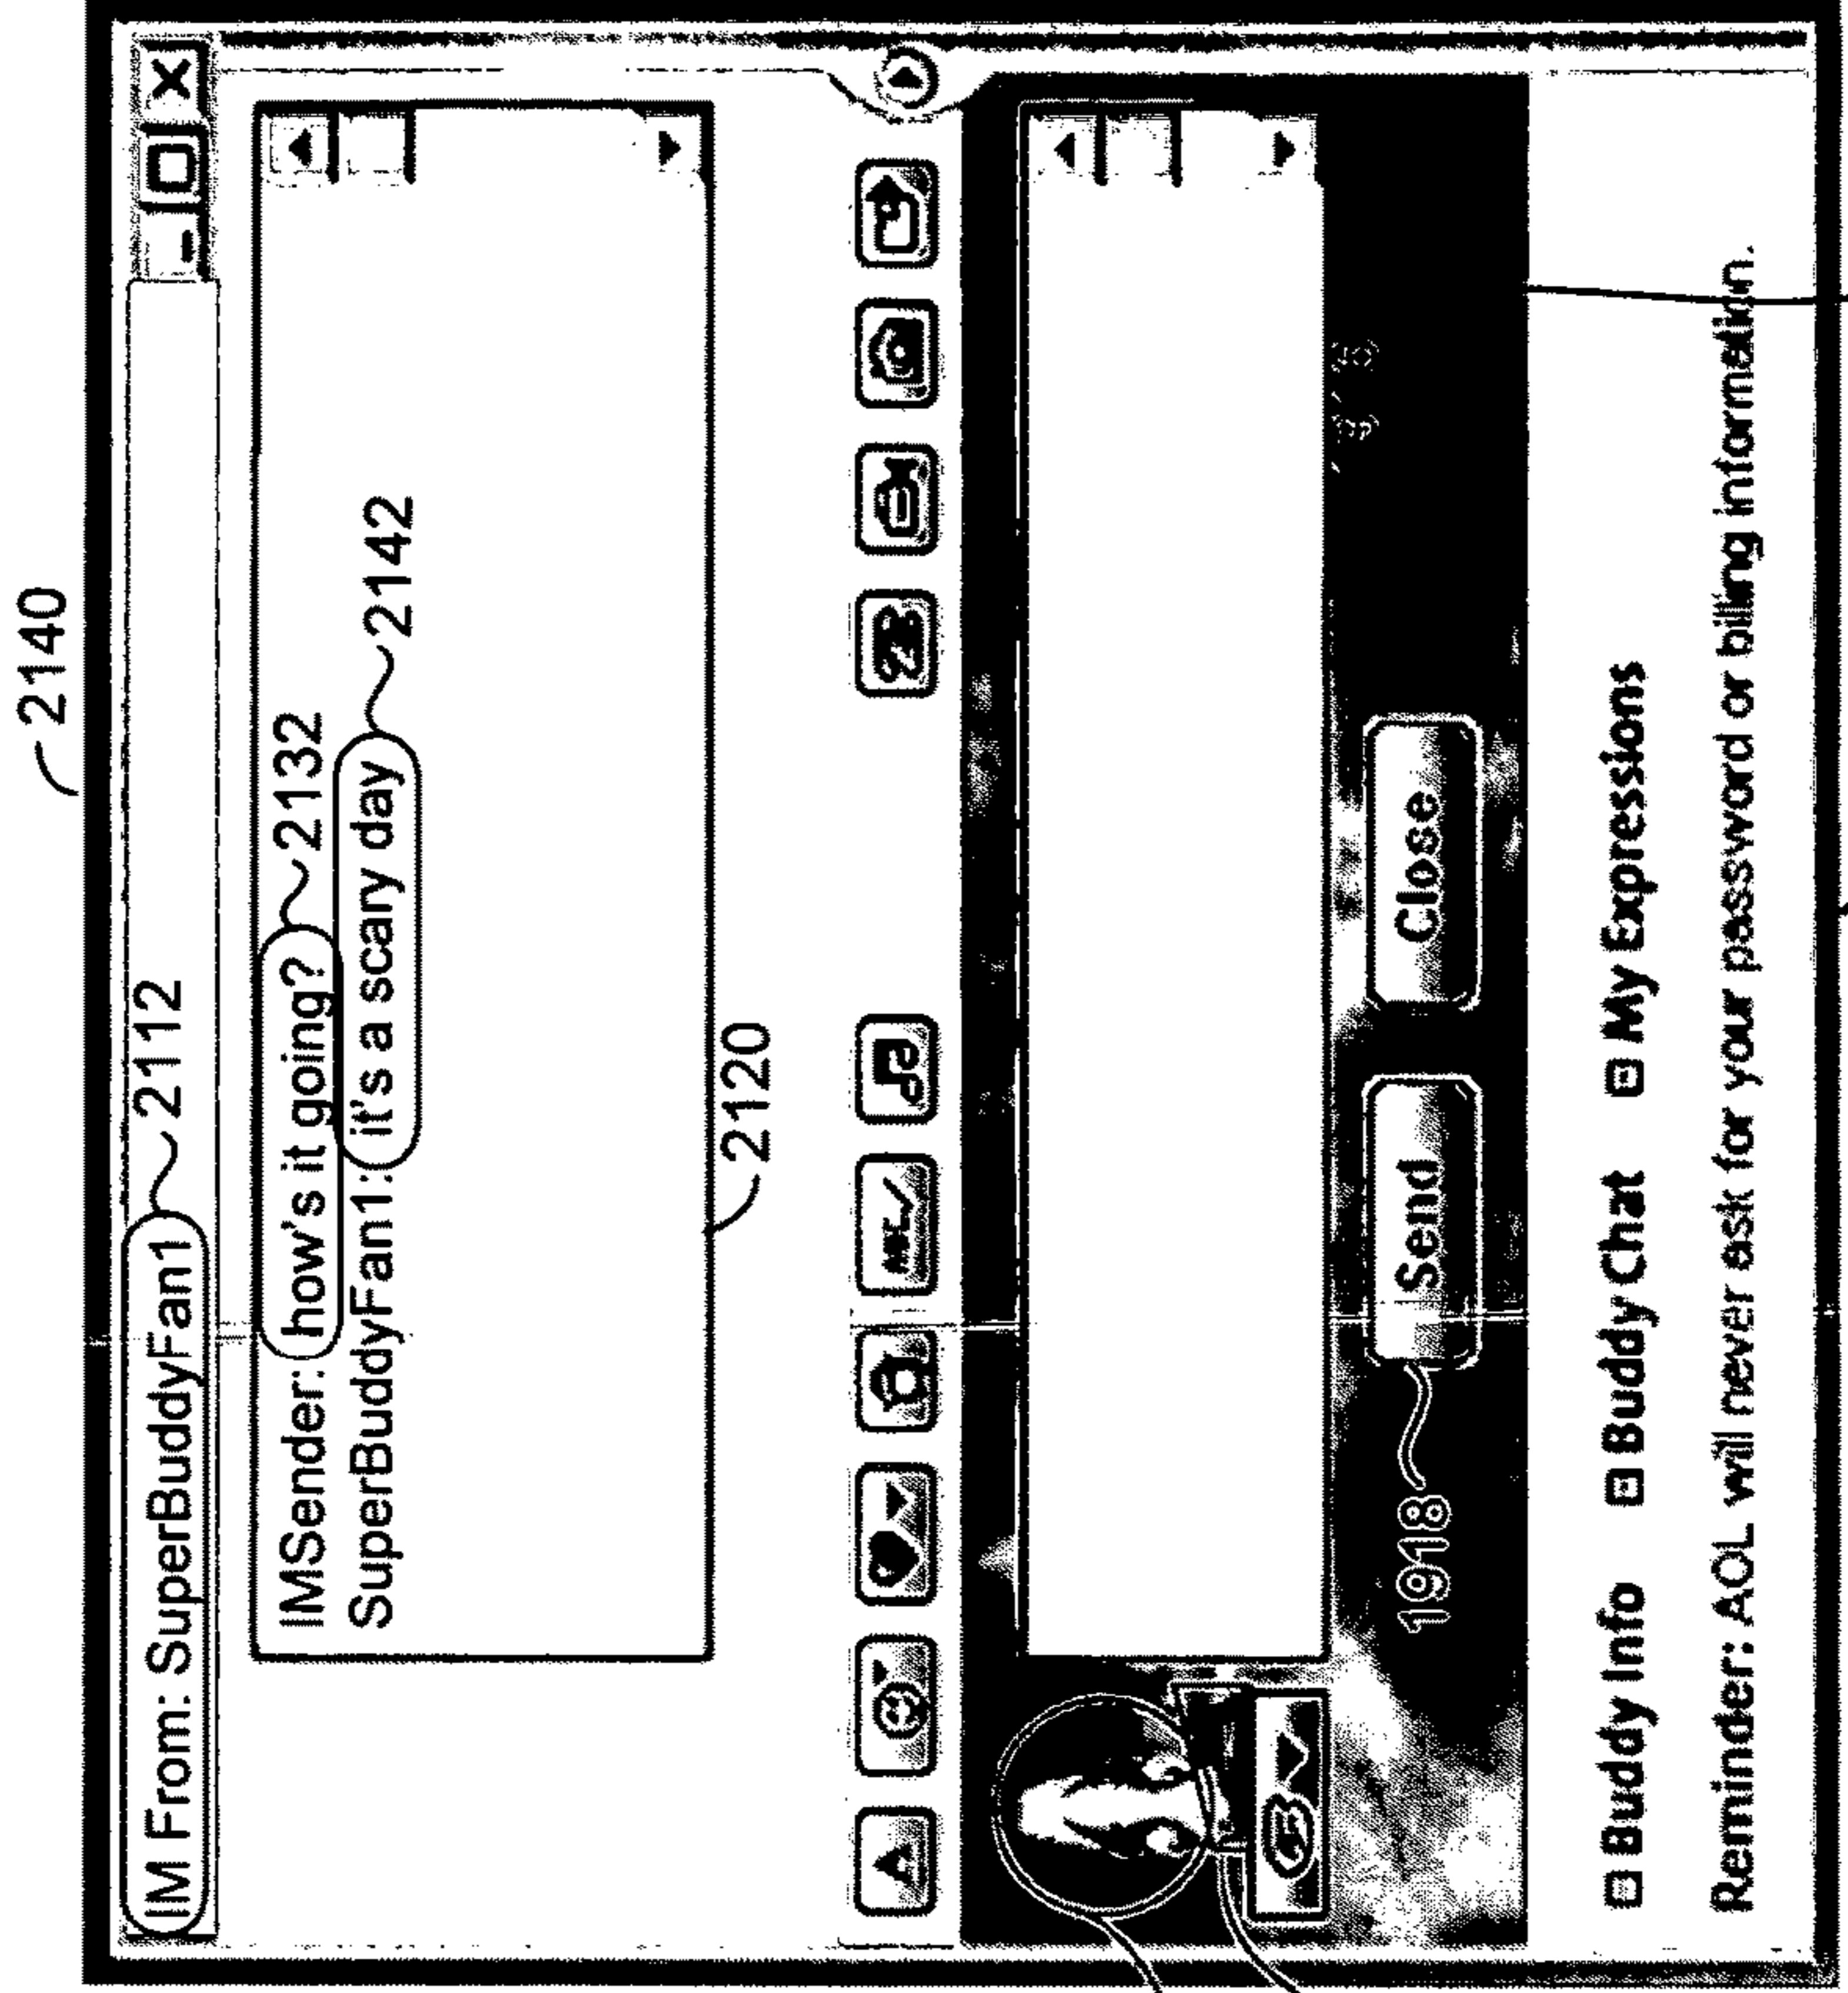 2140
IM From: SuperBuddyFan1 2112
IMSender: how's it going? 2132
SuperBuddyFan1: it's a scary day 2142
2120
A
ABC
1918 Send Close
Buddy Info Buddy Chat My Expressions
Reminder: AOL will never ask for your password or billing information.